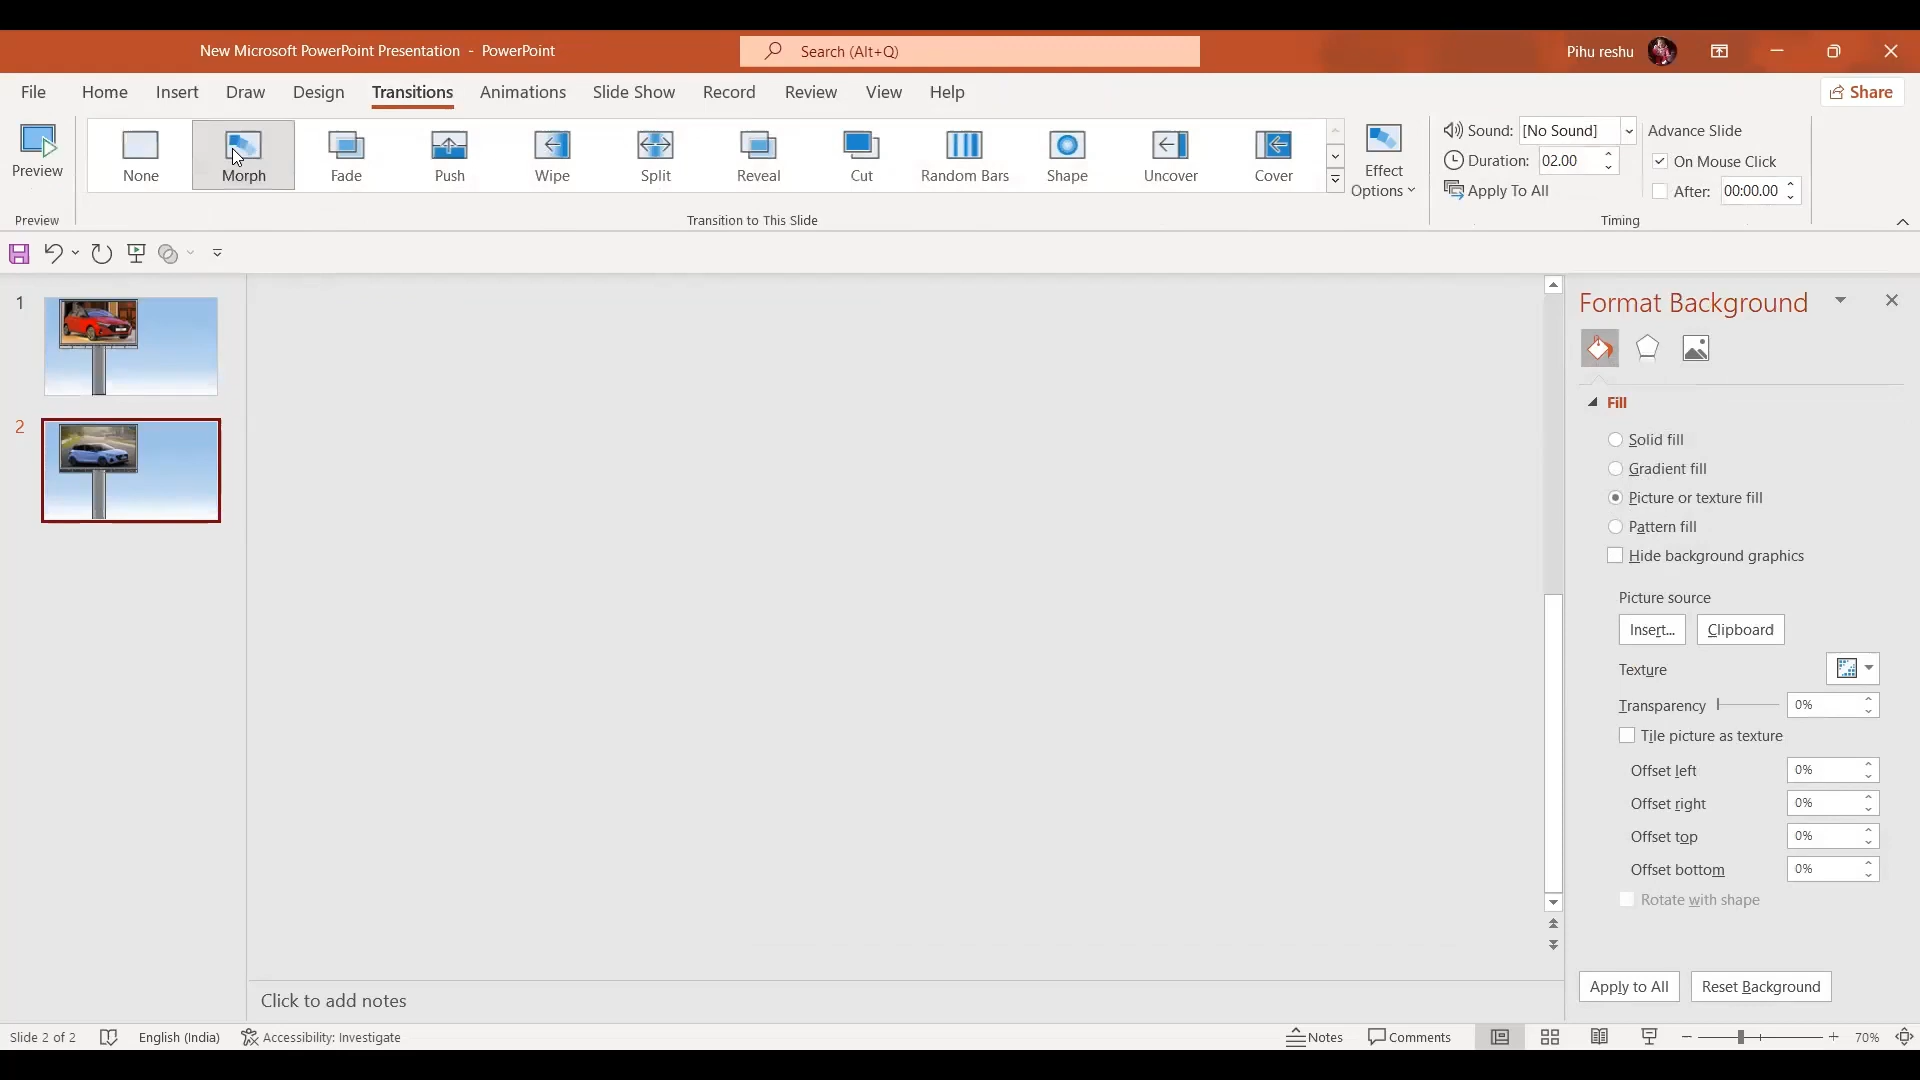 New Microsoft PowerPoint Presentation - PowerPoint
Search (Alt+Q)
Pihu reshu
File
Home
Insert
Draw
Design
Transitions
Animations
Slide Show
Record
Review
View
Help
Share
Preview
None
Morph
Fade
Push
Wipe
Split
Reveal
Cut
Random Bars
Shape
Uncover
Cover
Effect
Options
Sound: [No Sound]
Duration: 02.00
Apply To All
Advance Slide
On Mouse Click
After: 00:00.00
Preview
Transition to This Slide
Timing
1
2
Format Background
Fill
Solid fill
Gradient fill
Picture or texture fill
Pattern fill
Hide background graphics
Picture source
Insert...
Clipboard
Texture
Transparency 0%
Tile picture as texture
Offset left 0%
Offset right 0%
Offset top 0%
Offset bottom 0%
Rotate with shape
Apply to All
Reset Background
Click to add notes
Slide 2 of 2
English (India)
Accessibility: Investigate
Notes
Comments
70%